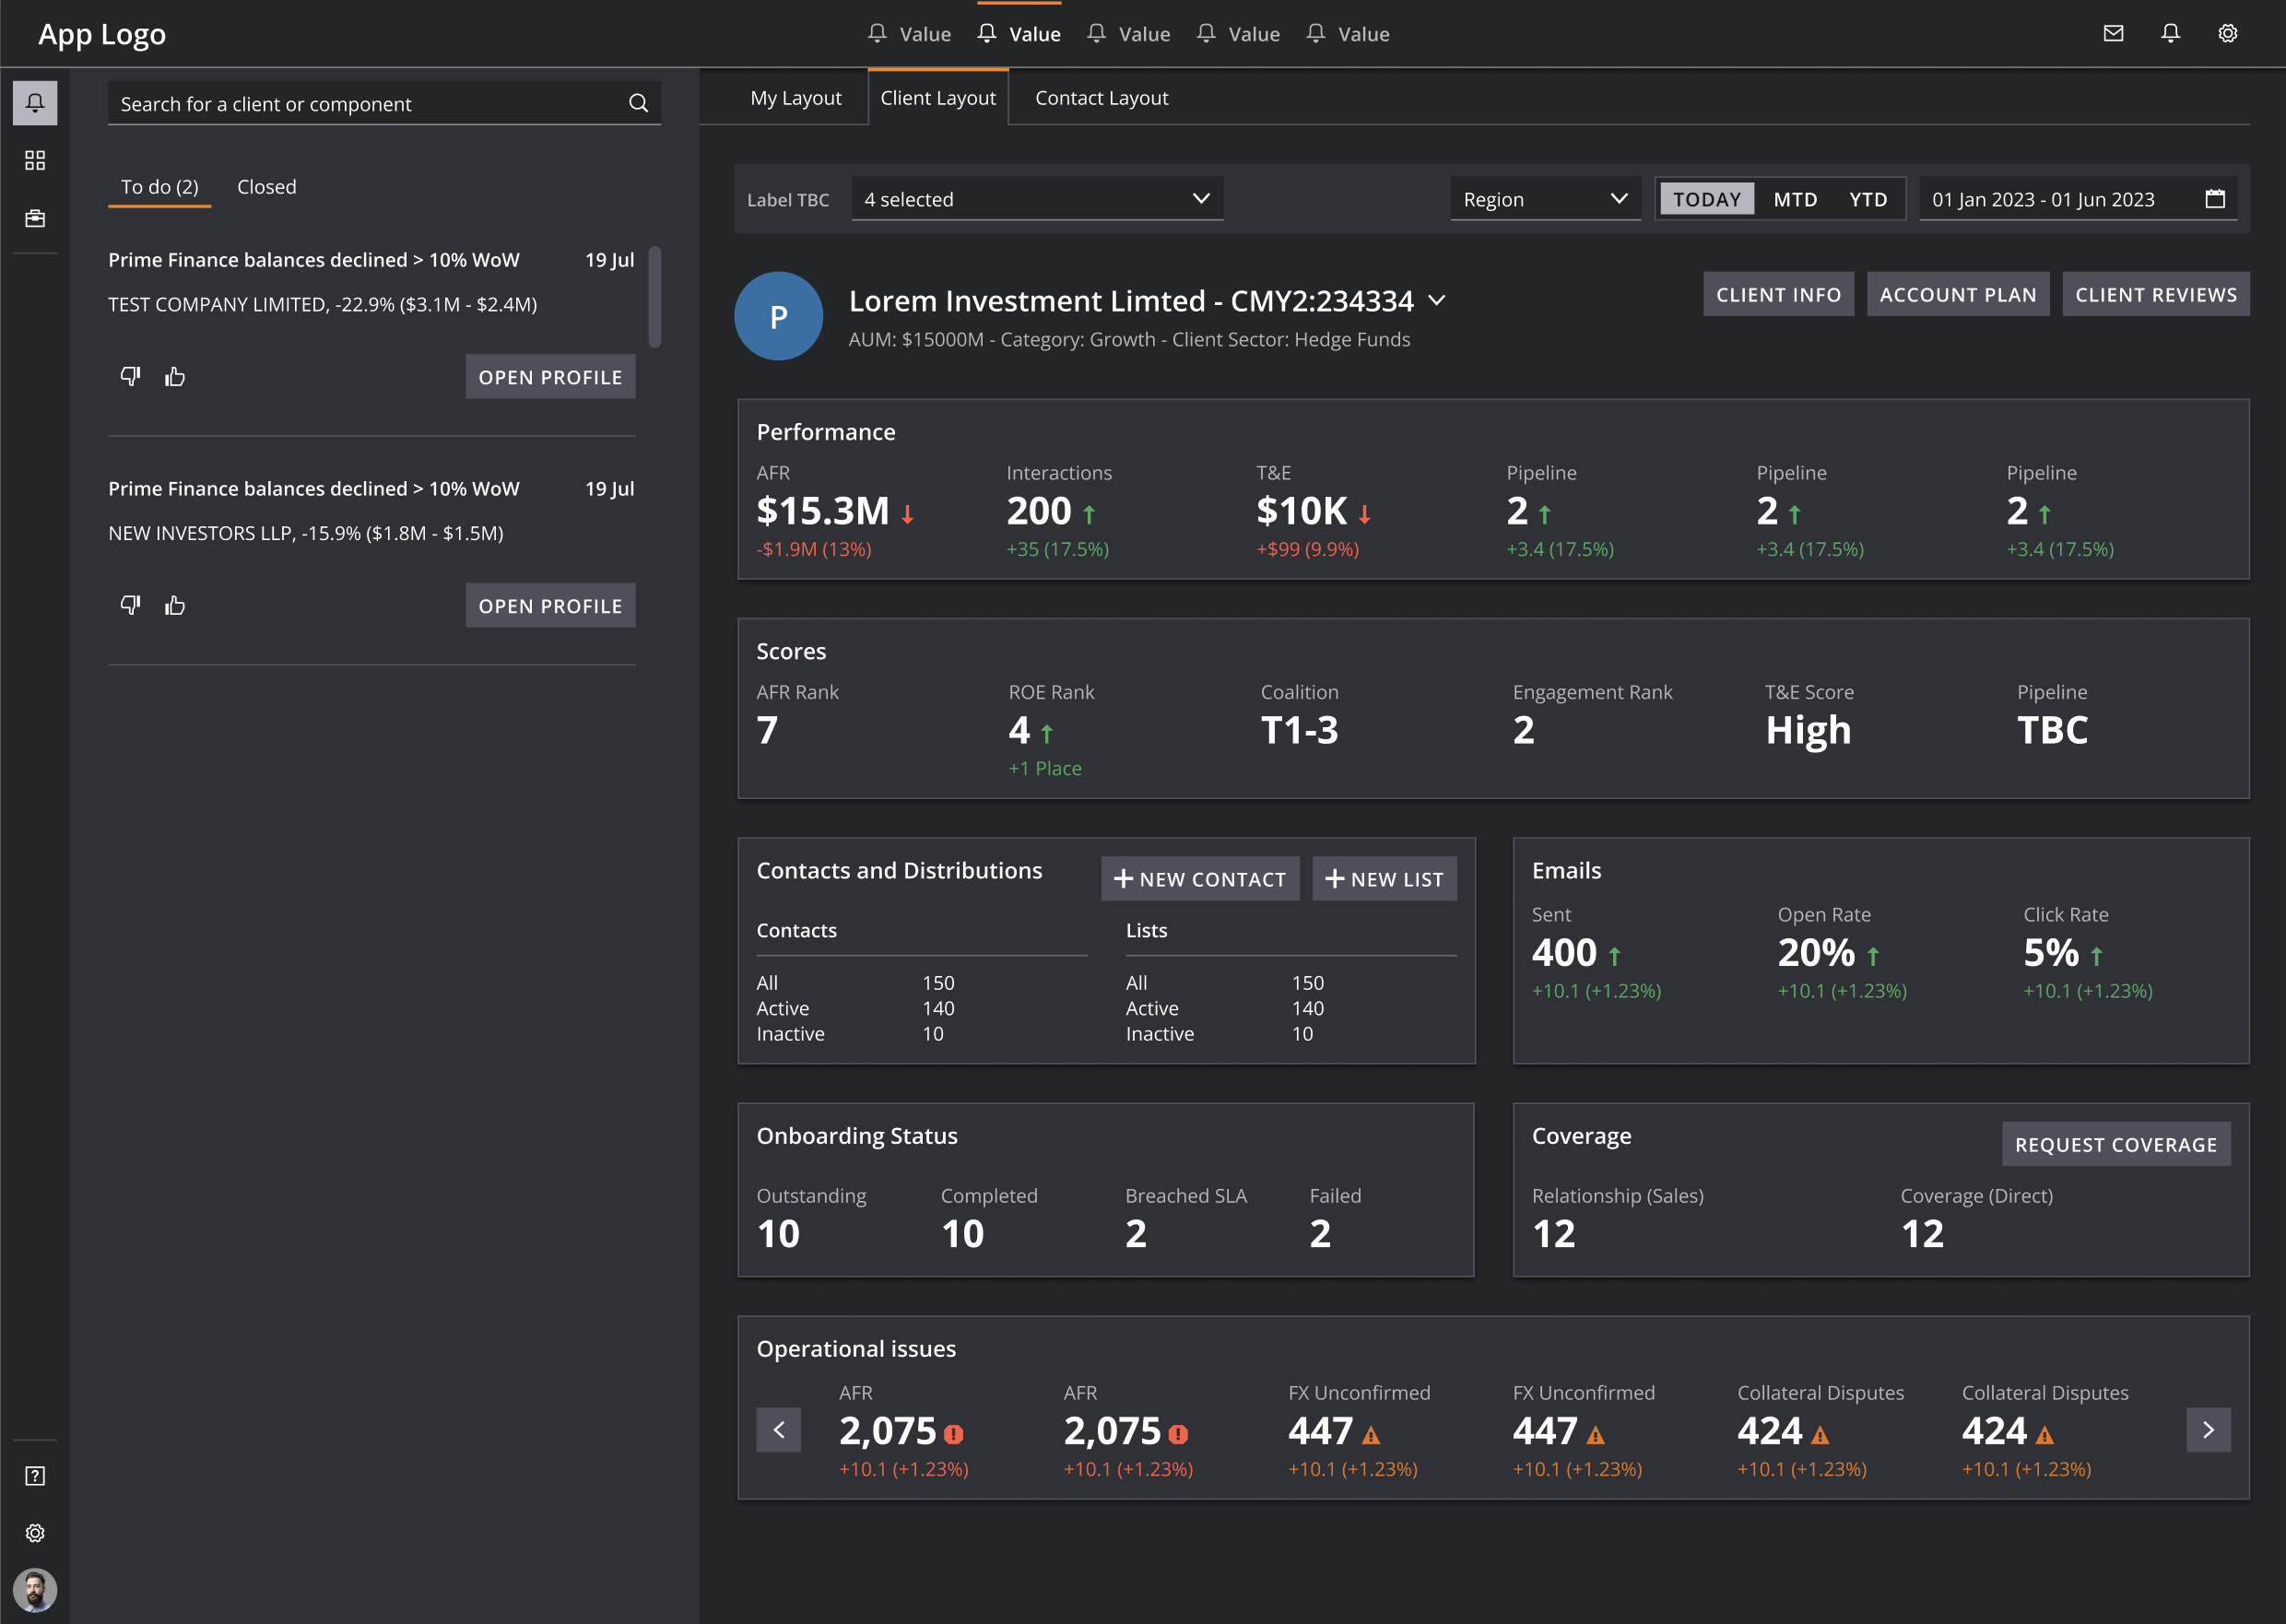 App Logo
Value Value Value Value Value
Search for a client or component
To do (2) Closed
Prime Finance balances declined > 10% WoW 19 Jul
TEST COMPANY LIMITED, -22.9% ($3.1M - $2.4M)
OPEN PROFILE
Prime Finance balances declined > 10% WoW 19 Jul
NEW INVESTORS LLP, -15.9% ($1.8M - $1.5M)
OPEN PROFILE
?
My Layout Client Layout Contact Layout
Label TBC 4 selected Region TODAY MTD YTD 01 Jan 2023 - 01 Jun 2023
P
Lorem Investment Limted - CMY2:234334
AUM: $15000M - Category: Growth - Client Sector: Hedge Funds
CLIENT INFO ACCOUNT PLAN CLIENT REVIEWS
Performance
AFR Interactions T&E Pipeline Pipeline Pipeline
$15.3M 200 $10K 2 2 2
-$1.9M (13%) +35 (17.5%) +$99 (9.9%) +3.4 (17.5%) +3.4 (17.5%) +3.4 (17.5%)
Scores
AFR Rank ROE Rank Coalition Engagement Rank T&E Score Pipeline
7 4 T1-3 2 High TBC
+1 Place
Contacts and Distributions + NEW CONTACT + NEW LIST
Contacts Lists
All 150 All 150
Active 140 Active 140
Inactive 10 Inactive 10
Emails
Sent Open Rate Click Rate
400 20% 5%
+10.1 (+1.23%) +10.1 (+1.23%) +10.1 (+1.23%)
Onboarding Status
Outstanding Completed Breached SLA Failed
10 10 2 2
Coverage REQUEST COVERAGE
Relationship (Sales) Coverage (Direct)
12 12
Operational issues
AFR AFR FX Unconfirmed FX Unconfirmed Collateral Disputes Collateral Disputes
2,075 2,075 447 447 424 424
+10.1 (+1.23%) +10.1 (+1.23%) +10.1 (+1.23%) +10.1 (+1.23%) +10.1 (+1.23%) +10.1 (+1.23%)